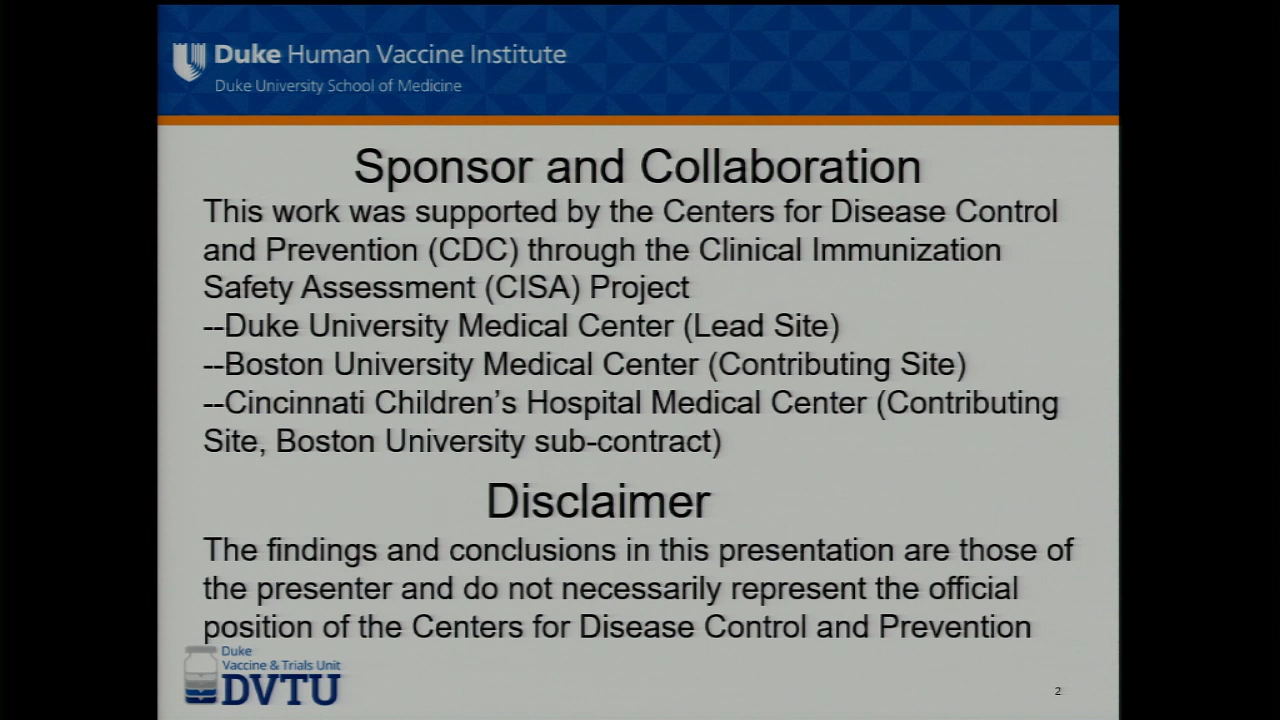 Duke Human Vaccine Institute
Duke University School of Medicine
Sponsor and Collaboration
This work was supported by the Centers for Disease Control
and Prevention (CDC) through the Clinical Immunization
Safety Assessment (CISA) Project
--Duke University Medical Center (Lead Site)
--Boston University Medical Center (Contributing Site)
--Cincinnati Children’s Hospital Medical Center (Contributing
Site, Boston University sub-contract)
Disclaimer
The findings and conclusions in this presentation are those of
the presenter and do not necessarily represent the official
position of the Centers for Disease Control and Prevention
Duke
Vaccine & Trials Unit
DVTU
2